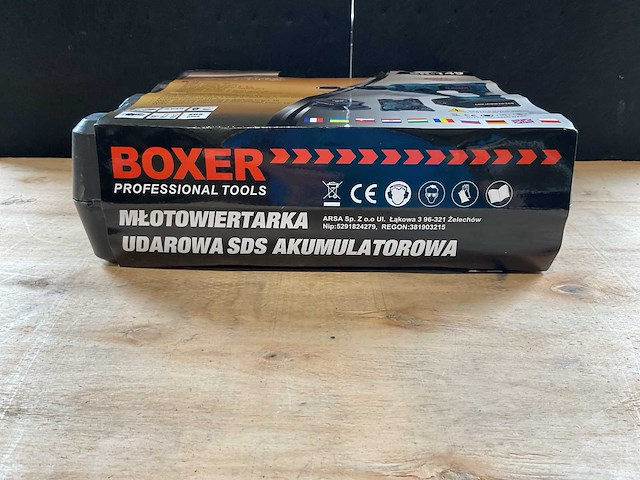 BOXER
PROFESSIONAL TOOLS
CE
MŁOTOWIERTARKA
ARSA Sp. Z o.o Ul. Łąkowa 3 96-321 Żelechów
Nip:5291824279, REGON:381903215
UDAROWA SDS AKUMULATOROWA